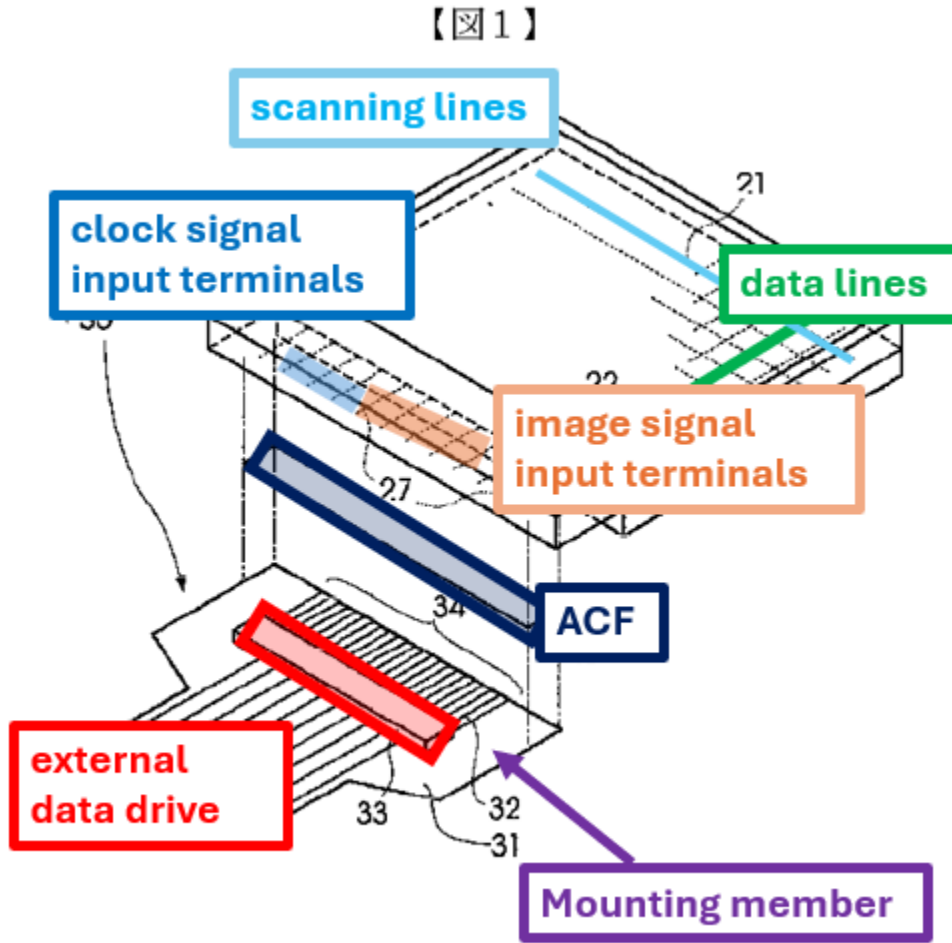 【図1】
scanning lines
21
clock signal
input terminals
data lines
22
image signal
input terminals
27
34
ACF
external
data drive
33
32
31
Mounting member